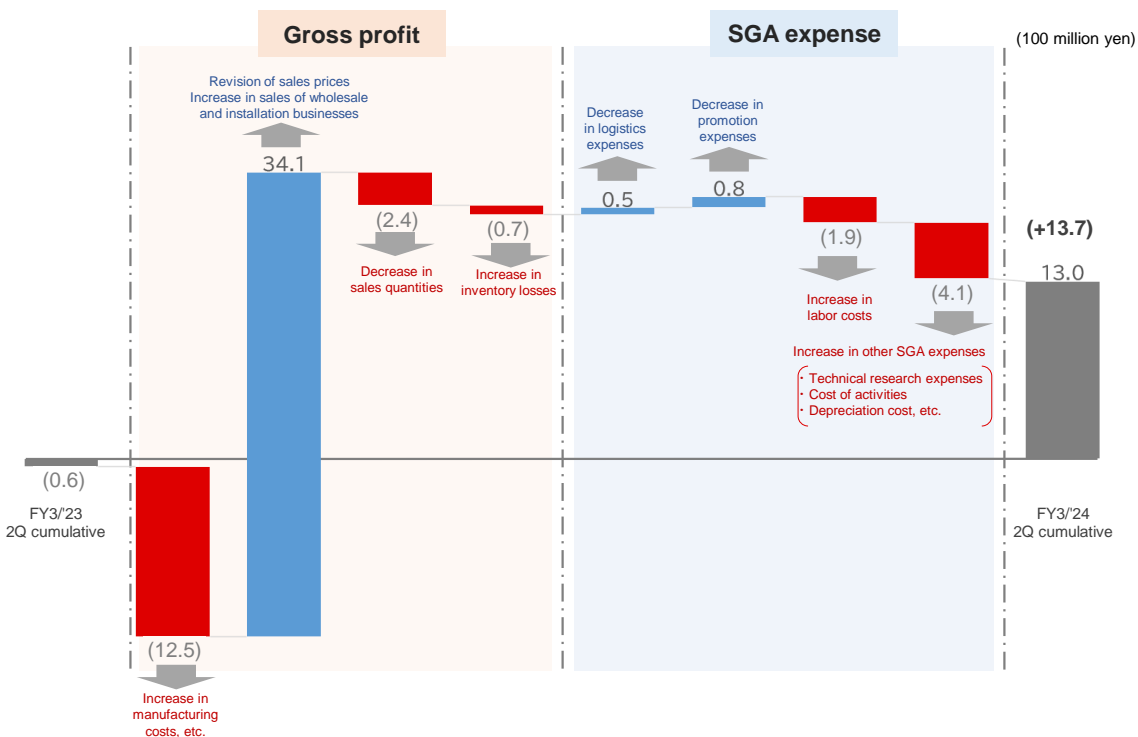 Gross profit
SGA expense
(100 million yen)
Revision of sales prices
Increase in sales of wholesale
and installation businesses
34.1
(2.4)
Decrease in
sales quantities
(0.7)
Increase in
inventory losses
Decrease
in logistics
expenses
0.5
Decrease in
promotion
expenses
0.8
(1.9)
Increase in
labor costs
(4.1)
Increase in other SGA expenses
・ Technical research expenses
・ Cost of activities
・ Depreciation cost, etc.
(+13.7)
13.0
(0.6)
FY3/'23
2Q cumulative
(12.5)
Increase in
manufacturing
costs, etc.
FY3/'24
2Q cumulative